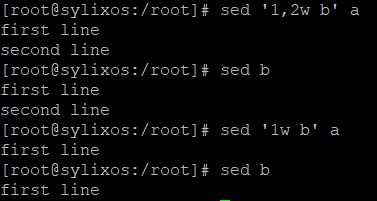 [root@sylixos:/root]# sed '1,2w b' a
first line
second line
[root@sylixos:/root]# sed b
first line
second line
[root@sylixos:/root]# sed '1w b' a
first line
[root@sylixos:/root]# sed b
first line